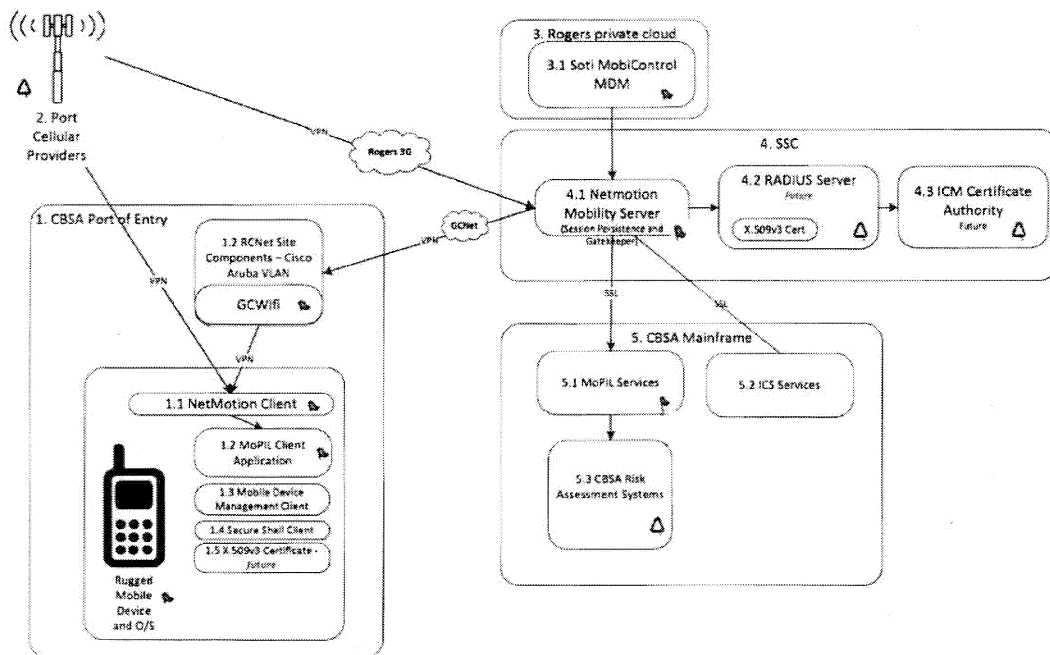 2. Port
Cellular
Providers
VPN
Rogers 3G
VPN
3. Rogers private cloud
3.1 Soti MobiControl
MDM
4. SSC
4.1 Netmotion
Mobility Server
(Session Persistence and
Gatekeeper)
4.2 RADIUS Server
Future
X.509v3 Cert
4.3 ICM Certificate
Authority
Future
GCNet
VPN
SSL
SSL
1. CBSA Port of Entry
1.2 RCNet Site
Components – Cisco
Aruba VLAN
GCWifi
VPN
1.1 NetMotion Client
1.2 MoPIL Client
Application
1.3 Mobile Device
Management Client
1.4 Secure Shell Client
1.5 X.509v3 Certificate -
Future
Rugged
Mobile
Device
and O/S
5. CBSA Mainframe
5.1 MoPIL Services
5.2 ICS Services
5.3 CBSA Risk
Assessment Systems